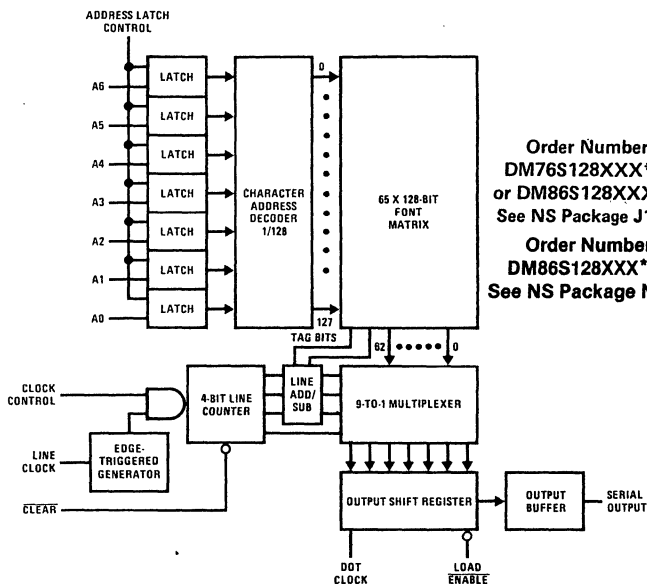 ADDRESS LATCH
CONTROL
A6
LATCH
A5
LATCH
A4
LATCH
A3
LATCH
A2
LATCH
A1
LATCH
A0
LATCH
CHARACTER
ADDRESS
DECODER
1/128
0
127
65 X 128-BIT
FONT
MATRIX
Order Number
DM76S128XXX*
or DM86S128XXX
See NS Package J1
Order Number
DM86S128XXX*
See NS Package N
TAG BITS
62
0
CLOCK
CONTROL
LINE
CLOCK
EDGE-
TRIGGERED
GENERATOR
CLEAR
4-BIT LINE
COUNTER
LINE
ADD/
SUB
9-TO-1 MULTIPLEXER
OUTPUT SHIFT REGISTER
OUTPUT
BUFFER
SERIAL
OUTPUT
DOT
CLOCK
LOAD
ENABLE